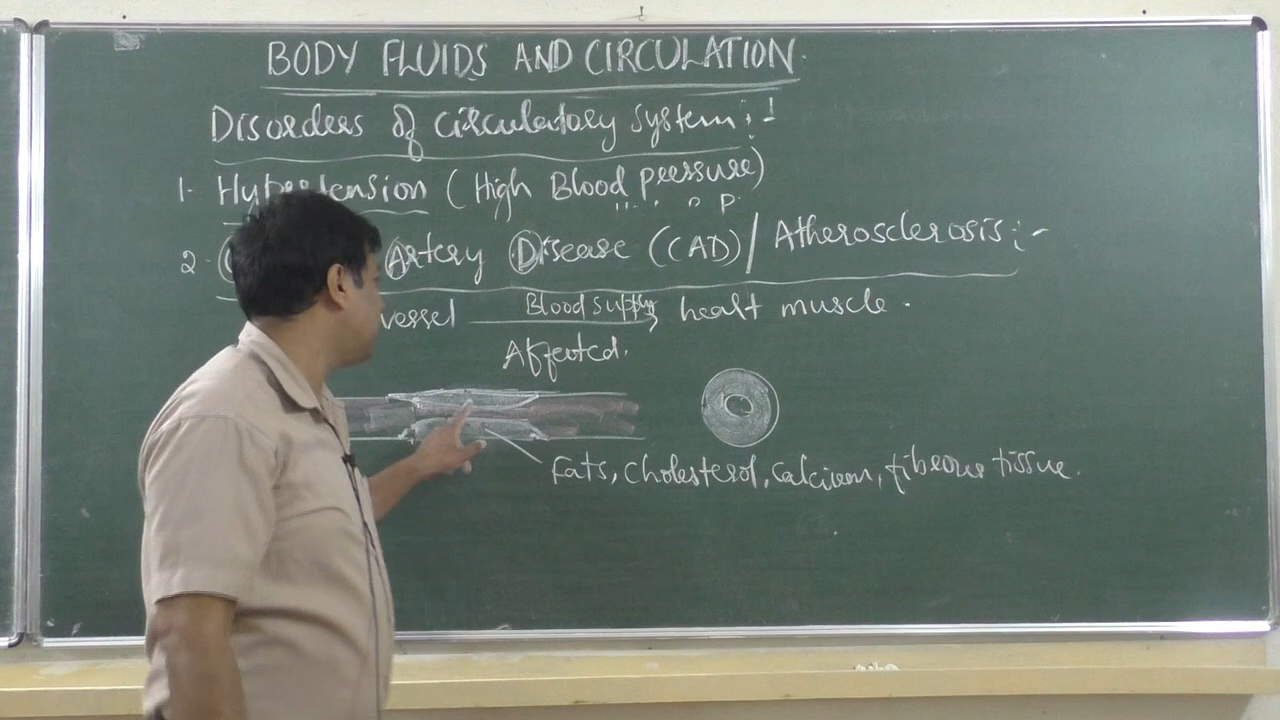 BODY FLUIDS AND CIRCULATION
Disorders of circulatory system :-
1. Hypertension (High Blood pressure)
P.
2. Artery Disease (CAD) / Atherosclerosis :-
vessel Blood supply heart muscle.
Affected.
Fats, cholesterol, calcium, fibrous tissue.